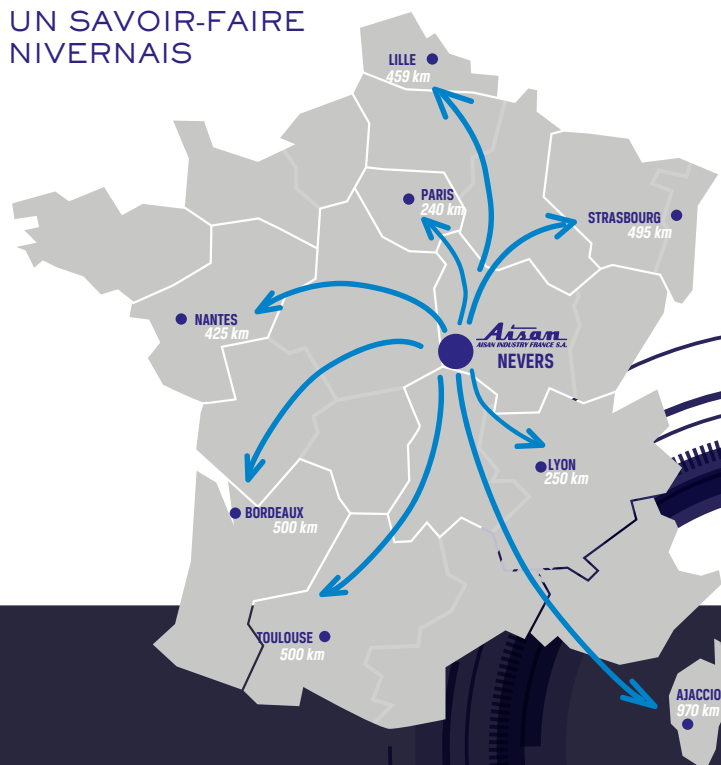 UN SAVOIR-FAIRE
NIVERNAIS
LILLE
459 km
PARIS
240 km
STRASBOURG
495 km
NANTES
425 km
Aisan
AISAN INDUSTRY FRANCE S.A.
NEVERS
LYON
250 km
BORDEAUX
500 km
TOULOUSE
500 km
AJACCIO
970 km